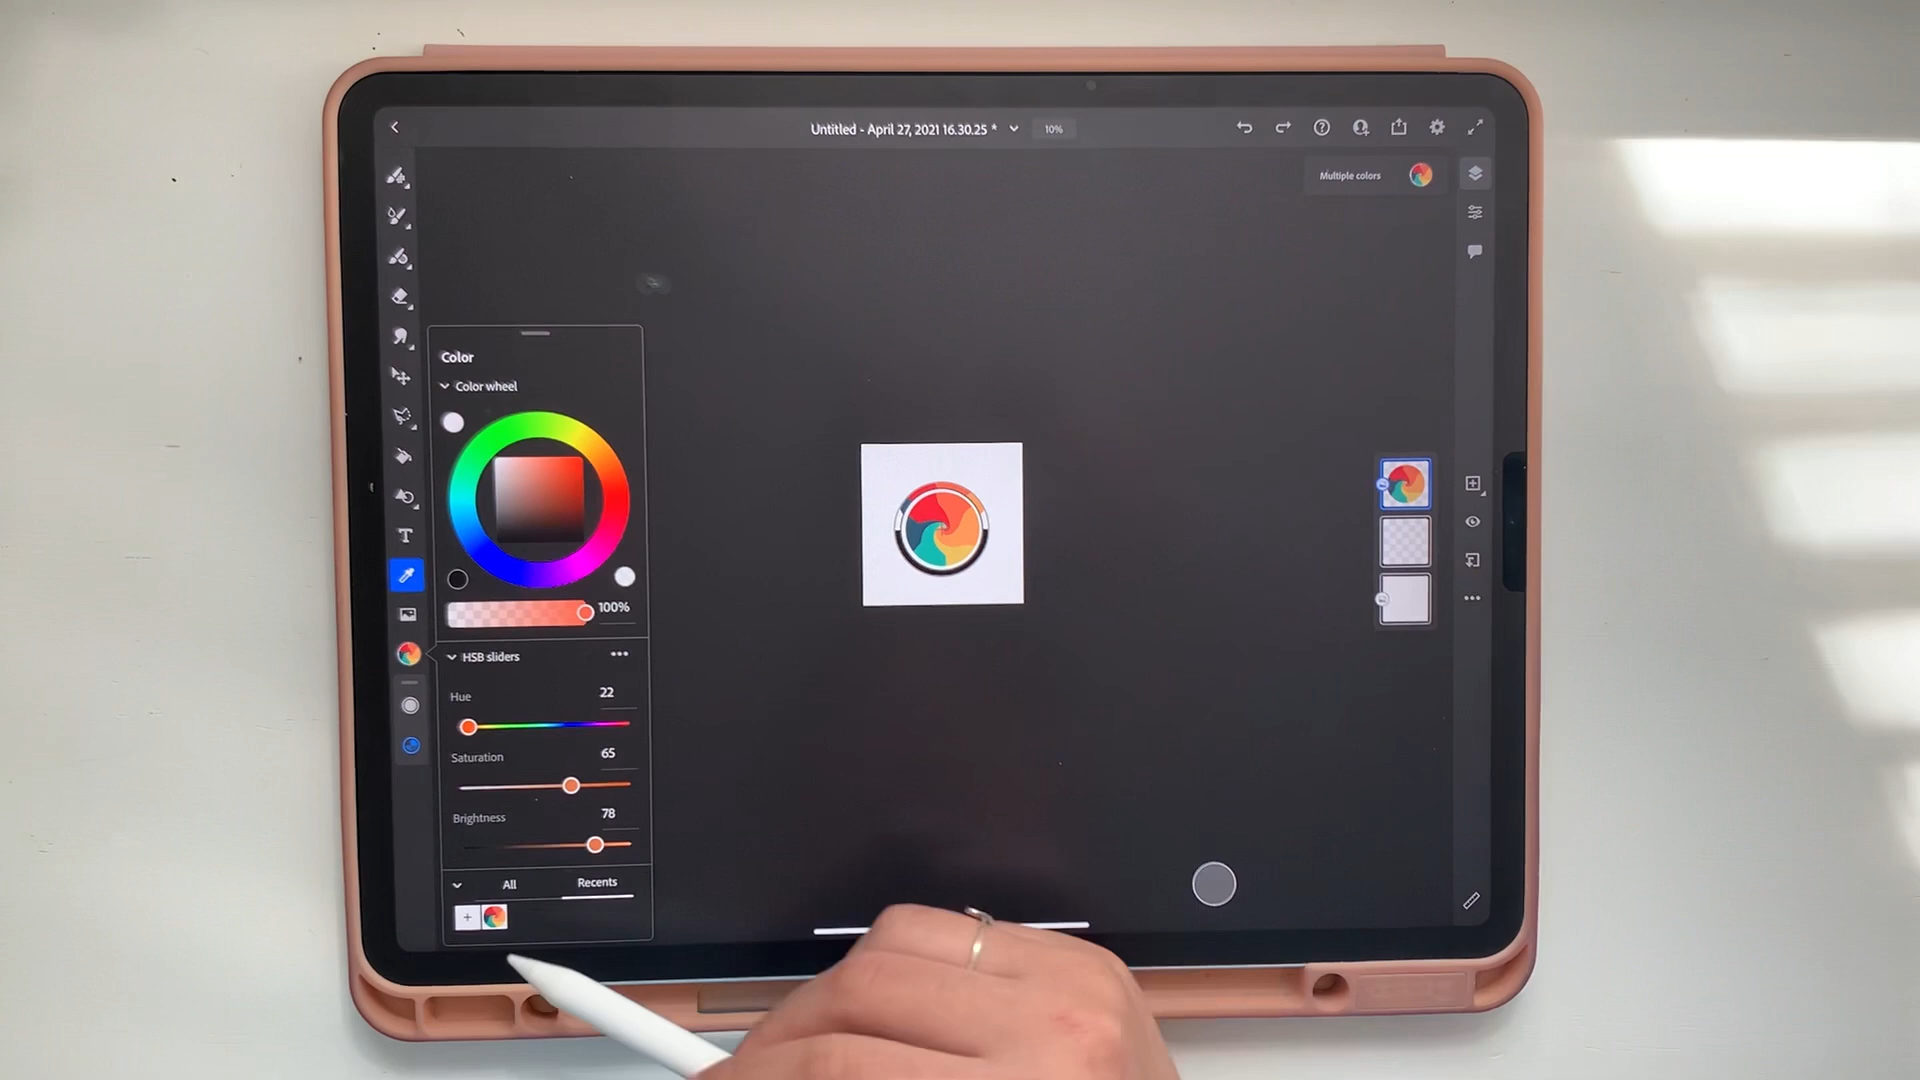 Untitled - April 27, 2021 16.30.25 *
10%
Multiple colors
Color
Color wheel
T
100%
HSB sliders
Hue
22
Saturation
65
Brightness
78
All
Recents